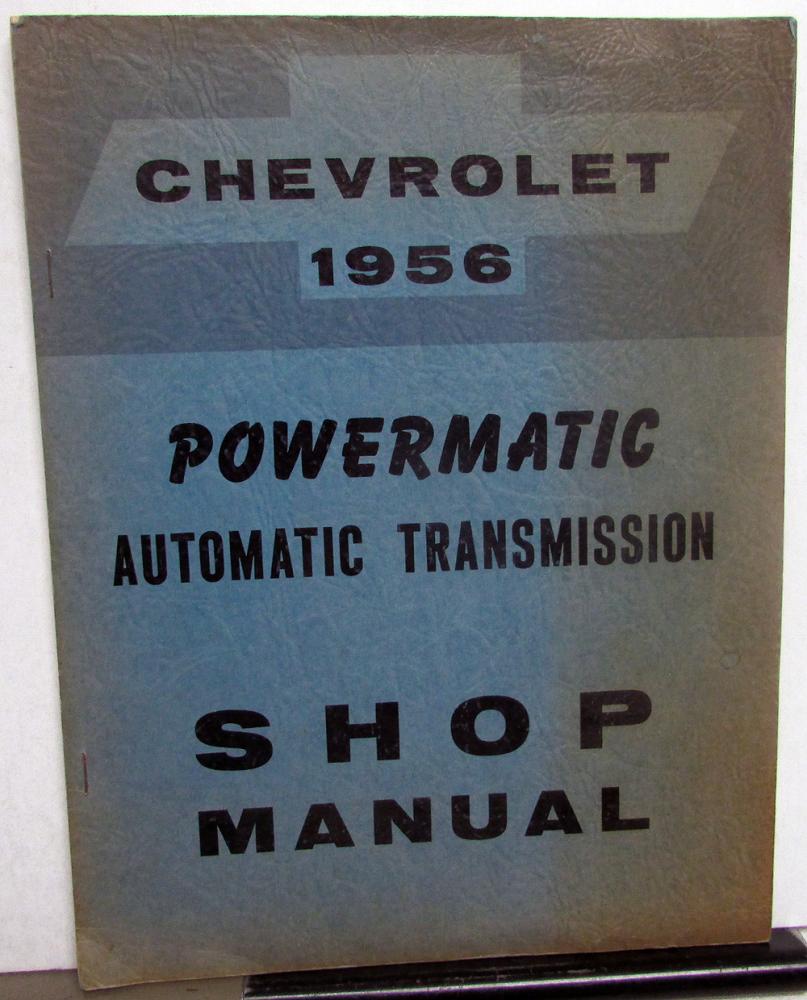 CHEVROLET
1956
POWERMATIC
AUTOMATIC TRANSMISSION
SHOP
MANUAL